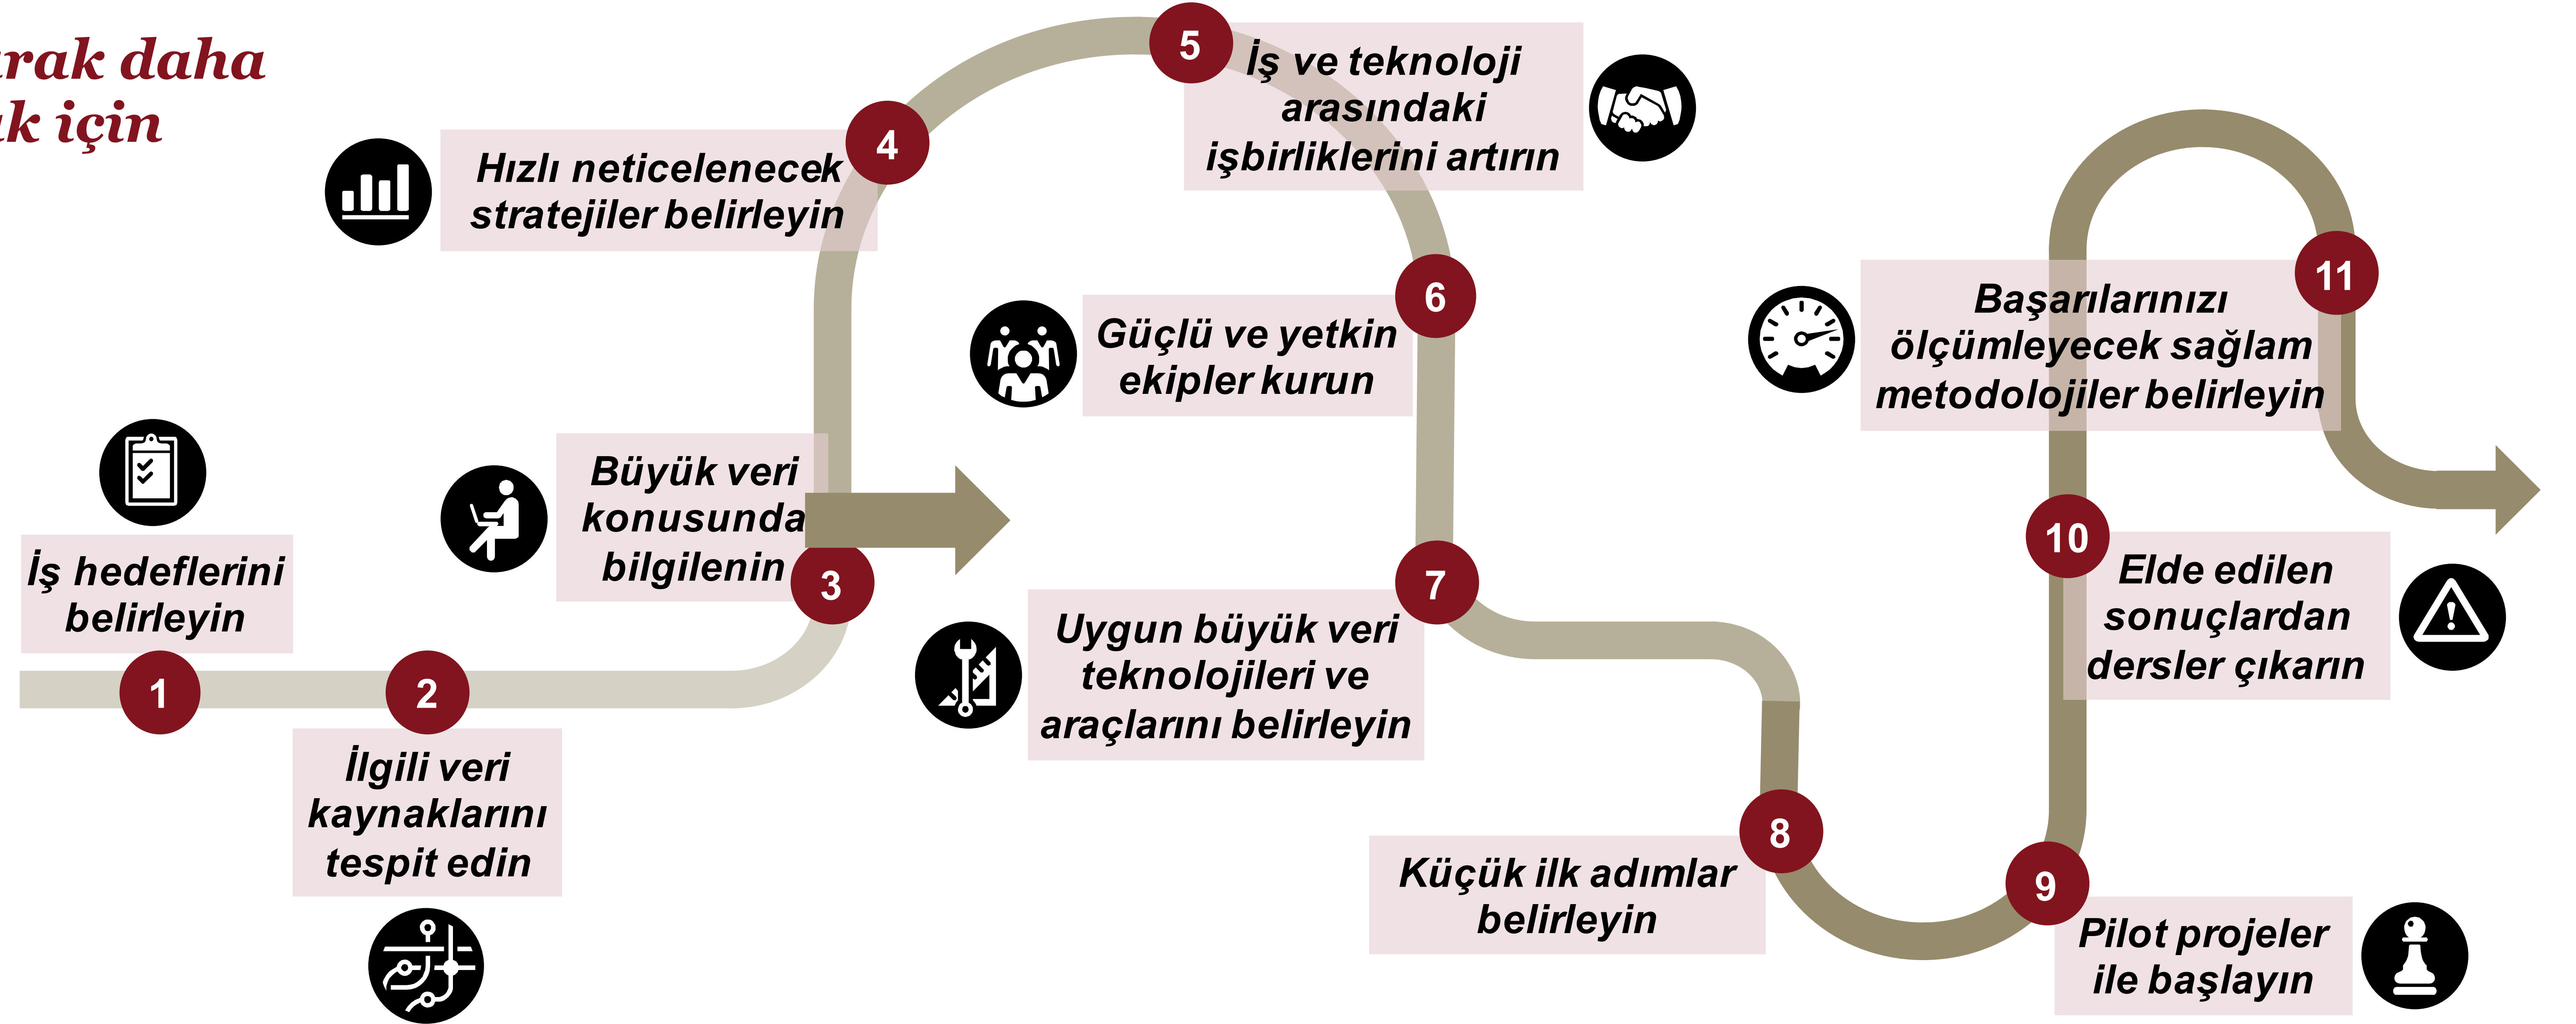 daha
için
1
İş hedeflerini
belirleyin
2
İlgili veri
kaynaklarını
tespit edin
3
Büyük veri
konusunda
bilgilenin
4
Hızlı neticelenecek
stratejiler belirleyin
5
İş ve teknoloji
arasındaki
işbirliklerini artırın
6
Güçlü ve yetkin
ekipler kurun
7
Uygun büyük veri
teknolojileri ve
araçlarını belirleyin
8
Küçük ilk adımlar
belirleyin
9
Pilot projeler
ile başlayın
10
Elde edilen
sonuçlardan
dersler çıkarın
11
Başarılarınızı
ölçümleyecek sağlam
metodolojiler belirleyin